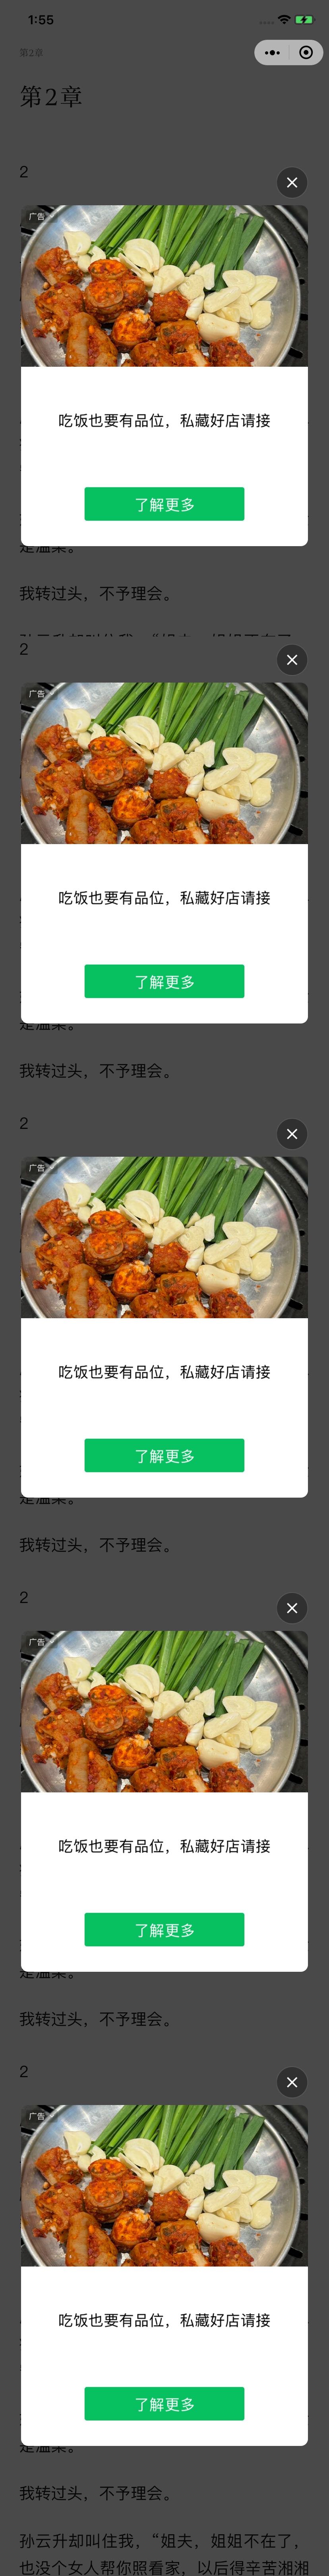 1:55
第2章
第2章
2
广告
吃饭也要有品位，私藏好店请接
了解更多
是温柔。
我转过头，不予理会。
2
广告
吃饭也要有品位，私藏好店请接
了解更多
我转过头，不予理会。
2
广告
吃饭也要有品位，私藏好店请接
了解更多
我转过头，不予理会。
2
广告
吃饭也要有品位，私藏好店请接
了解更多
我转过头，不予理会。
2
广告
吃饭也要有品位，私藏好店请接
了解更多
我转过头，不予理会。
孙云升却叫住我，“姐夫，姐姐不在了，
也没个女人帮你照看家，以后得辛苦湘湘